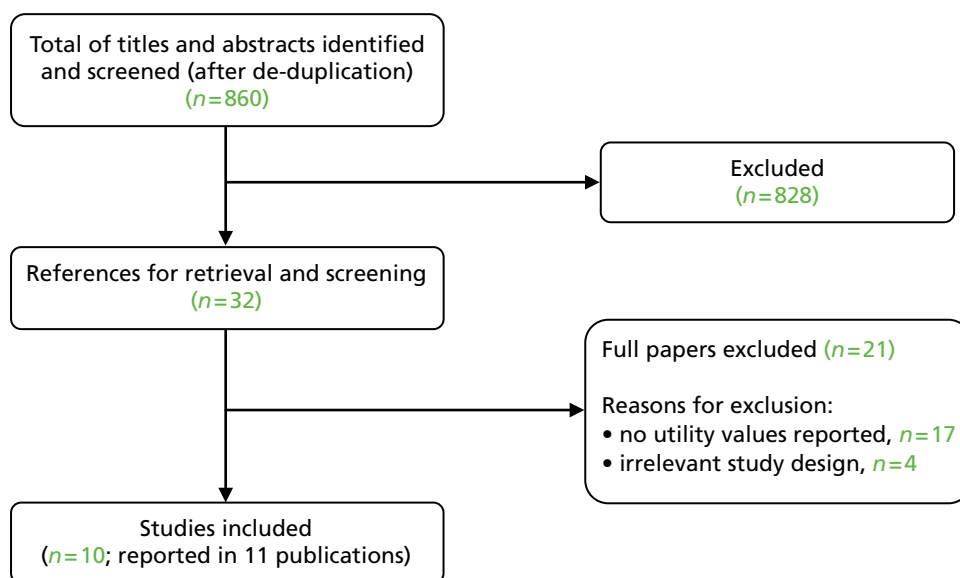 Total of titles and abstracts identified
and screened (after de-duplication)
(n=860)
Excluded
(n=828)
References for retrieval and screening
(n=32)
Full papers excluded (n=21)
Reasons for exclusion:
• no utility values reported, n=17
• irrelevant study design, n=4
Studies included
(n=10; reported in 11 publications)